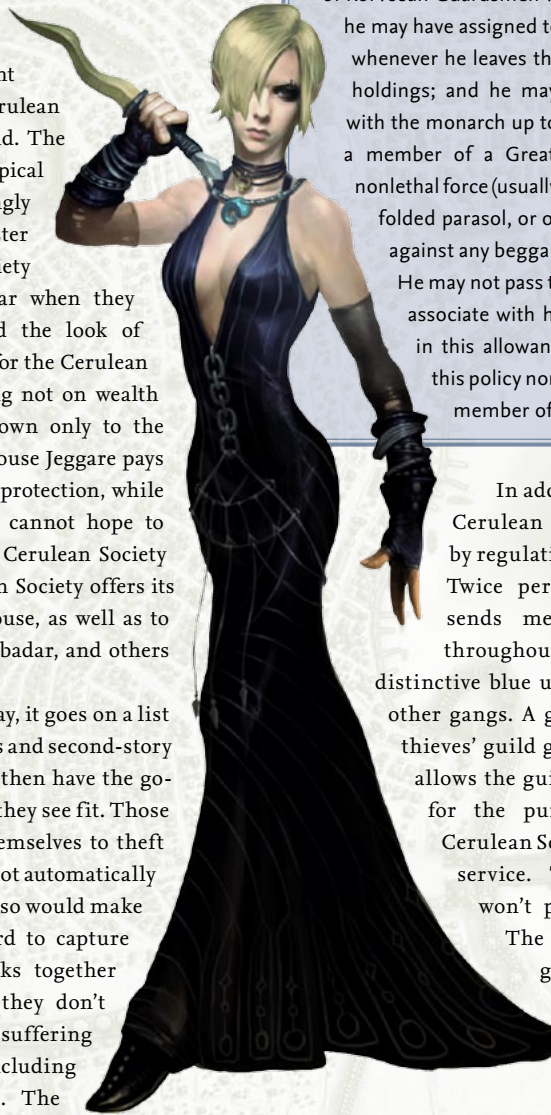 nt
rulean
d. The
pical
gly
ster
iety
ar when they
d the look of
for the Cerulean
g not on wealth
own only to the
ouse Jeggare pays
protection, while
cannot hope to
Cerulean Society
n Society offers its
ouse, as well as to
badar, and others
ay, it goes on a list
s and second-story
then have the go-
they see fit. Those
emselves to theft
ot automatically
so would make
rd to capture
ks together
they don't
suffering
cluding
. The
he may have assigned to
whenever he leaves th
holdings; and he may
with the monarch up to
a member of a Great
nonlethal force (usually
folded parasol, or o
against any begga
He may not pass t
associate with h
in this allowan
this policy nor
member of
In add
Cerulean
by regulati
Twice per
sends me
throughou
distinctive blue u
other gangs. A g
thieves' guild g
allows the gui
for the pu
Cerulean So
service. T
won't p
The
g